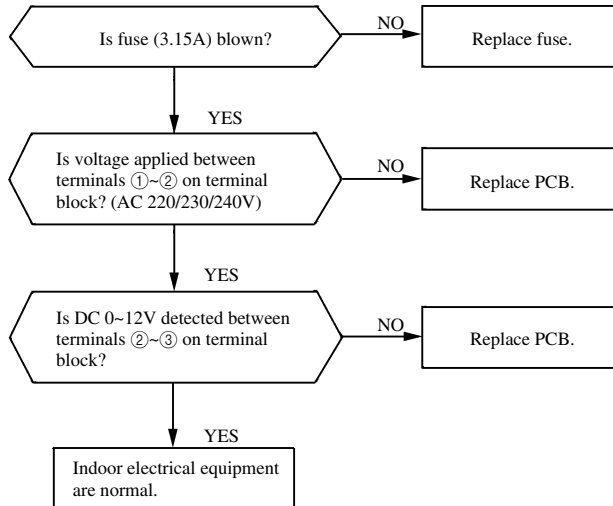 Is fuse (3.15A) blown?
NO
Replace fuse.
YES
Is voltage applied between
terminals ①~② on terminal
block? (AC 220/230/240V)
NO
Replace PCB.
YES
Is DC 0~12V detected between
terminals ②~③ on terminal
block?
NO
Replace PCB.
YES
Indoor electrical equipment
are normal.